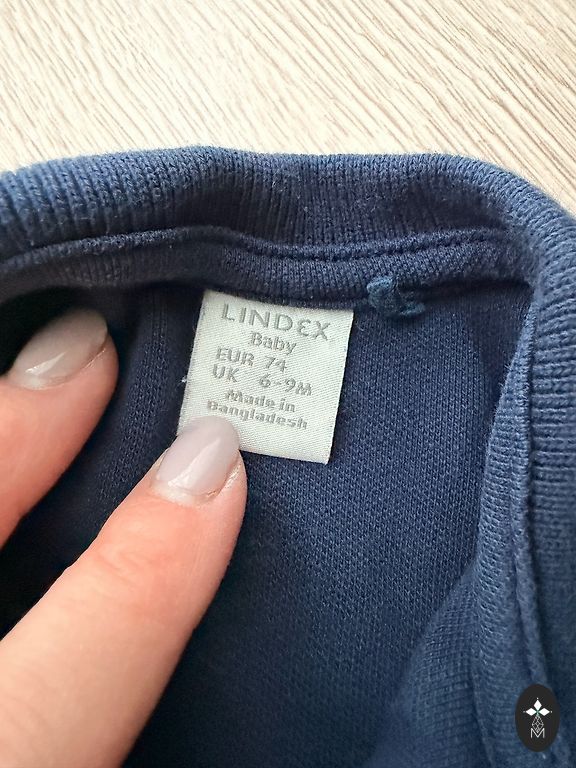 LINDEX
Baby
EUR 74
UK 6-9M
Made in
Bangladesh
M